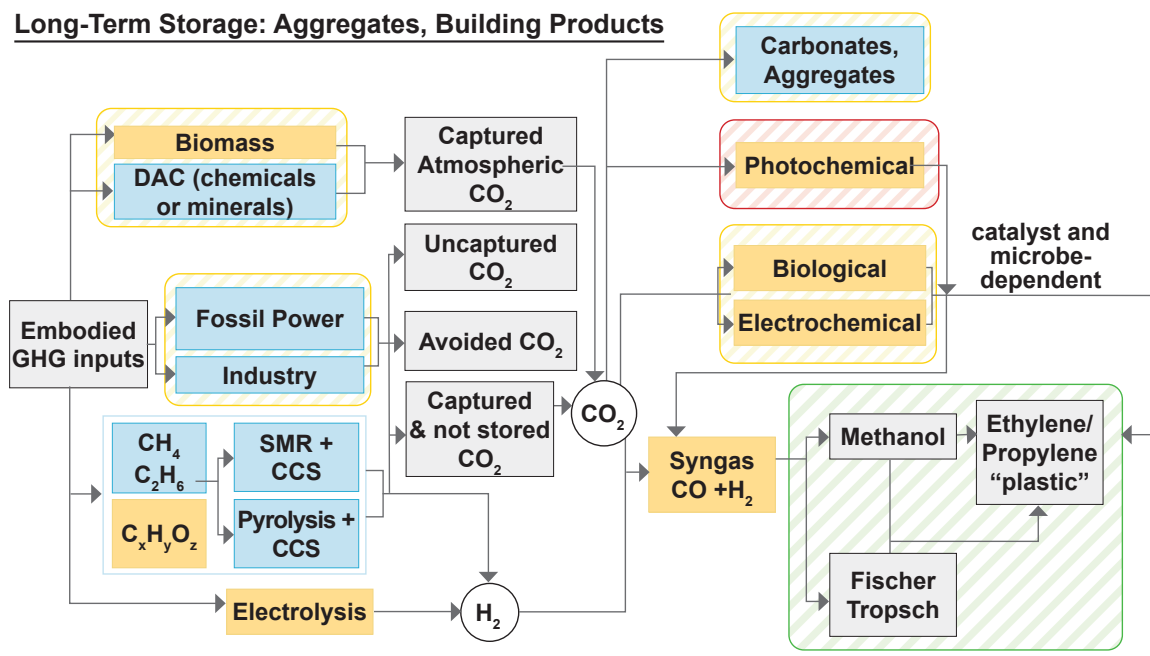 Long-Term Storage: Aggregates, Building Products
Carbonates,
Aggregates
Biomass
DAC (chemicals
or minerals)
Captured
Atmospheric
CO₂
Photochemical
Uncaptured
CO₂
catalyst and
microbe-
dependent
Biological
Electrochemical
Embodied
GHG inputs
Fossil Power
Industry
Avoided CO₂
Captured
& not stored
CO₂
CO₂
CH₄
C₂H₆
CₓHᵧO_z
SMR +
CCS
Pyrolysis +
CCS
Syngas
CO +H₂
Methanol
Ethylene/
Propylene
“plastic”
Fischer
Tropsch
Electrolysis
H₂